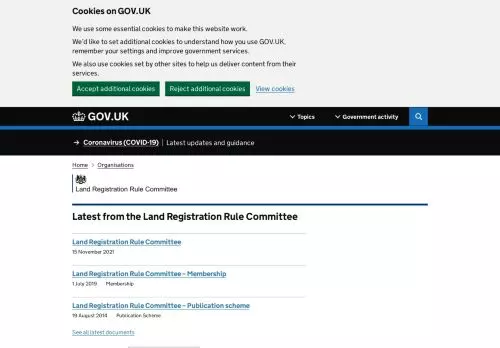 Cookies on GOV.UK
We use some essential cookies to make this website work.
We'd like to set additional cookies to understand how you use GOV.UK,
remember your settings and improve government services.
We also use cookies set by other sites to help us deliver content from their
services.
Accept additional cookies Reject additional cookies View cookies
GOV.UK Topics Government activity
→ Coronavirus (COVID-19) | Latest updates and guidance
Home > Organisations
Land Registration Rule Committee
Latest from the Land Registration Rule Committee
Land Registration Rule Committee
15 November 2021
Land Registration Rule Committee – Membership
1 July 2019 Membership
Land Registration Rule Committee – Publication scheme
19 August 2014 Publication Scheme
See all latest documents